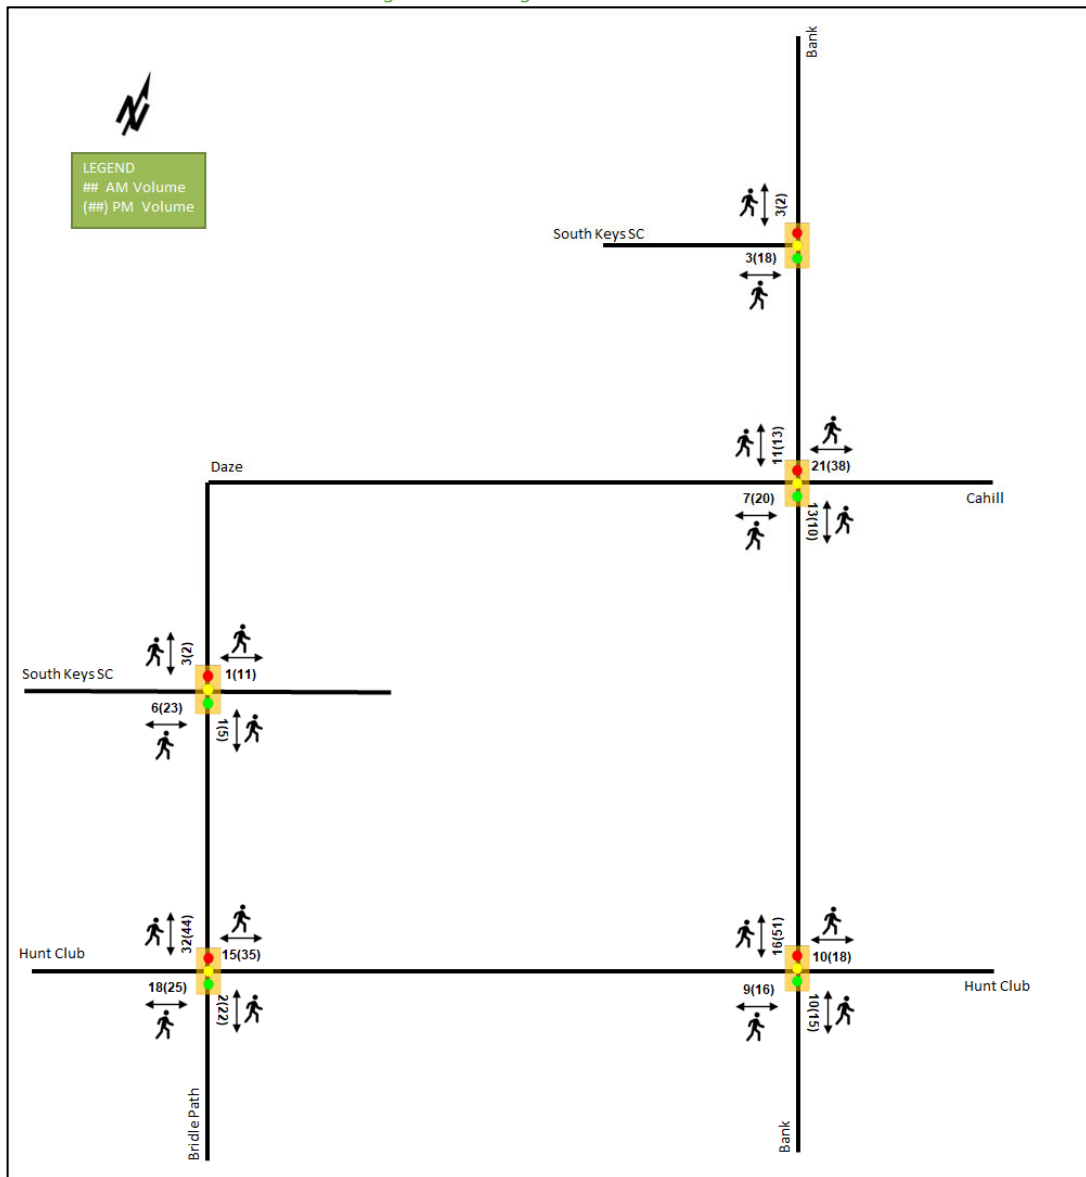 Bank
LEGEND
## AM Volume
(##) PM  Volume
3(2)
South Keys SC
3(18)
11(13)
21(38)
Daze
7(20)
13(10)
Cahill
3(2)
1(11)
South Keys SC
6(23)
1(5)
32(44)
15(35)
16(51)
10(18)
Hunt Club
18(25)
2(22)
9(16)
10(15)
Hunt Club
Bridle Path
Bank